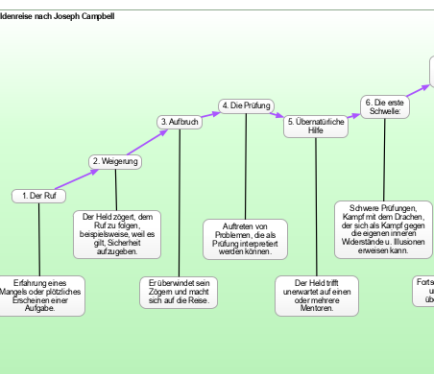 ldenreise nach Joseph Campbell
6. Die erste
Schwelle:
4. Die Prüfung
3. Aufbruch
5. Übernatürliche
Hilfe
2. Weigerung
1. Der Ruf
Schwere Prüfungen,
Kampf mit dem Drachen,
der sich als Kampf gegen
die eigenen inneren
Widerstände u. Illusionen
erweisen kann.
Der Held zögert, dem
Ruf zu folgen,
beispielsweise, weil es
gilt, Sicherheit
aufzugeben.
Auftreten von
Problemen, die als
Prüfung interpretiert
werden können.
Erfahrung eines
Mangels oder plötzliches
Erscheinen einer
Aufgabe.
Er überwindet sein
Zögern und macht
sich auf die Reise.
Der Held trifft
unerwartet auf einen
oder mehrere
Mentoren.
Forts
u
üb